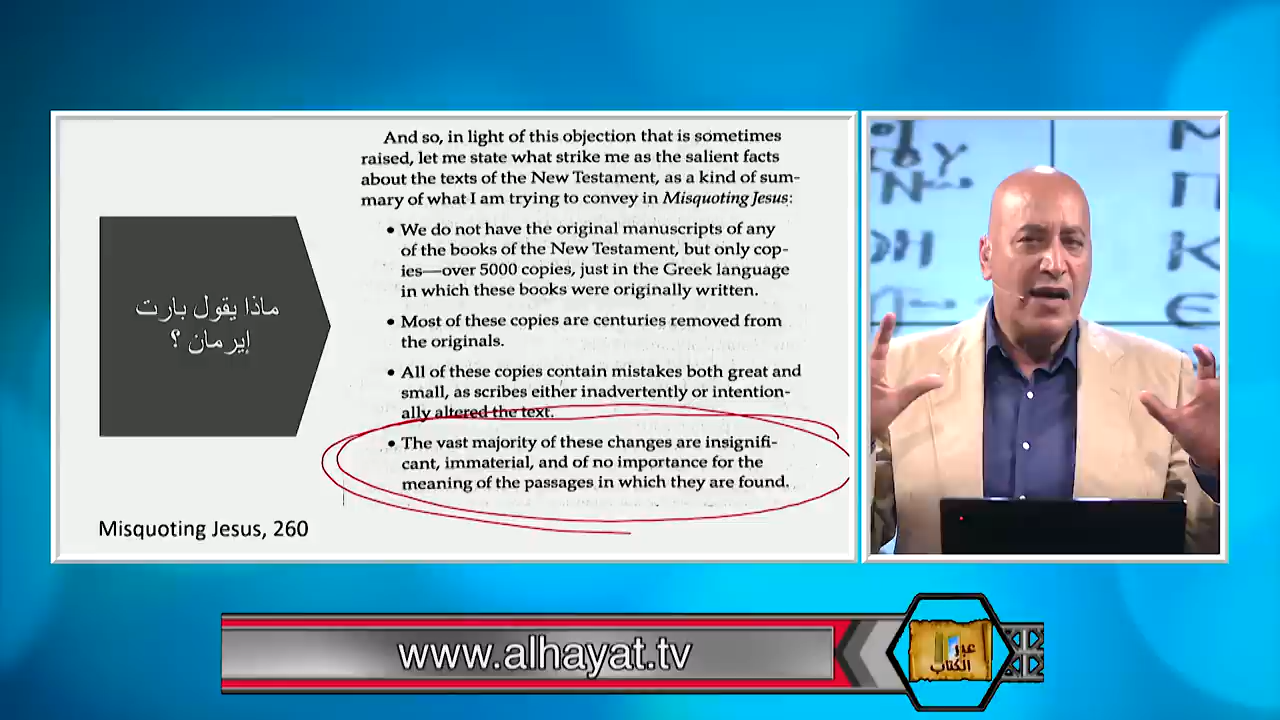 And so, in light of this objection that is sometimes
raised, let me state what strike me as the salient facts
about the texts of the New Testament, as a kind of sum-
mary of what I am trying to convey in Misquoting Jesus:
• We do not have the original manuscripts of any
of the books of the New Testament, but only cop-
ies—over 5000 copies, just in the Greek language
in which these books were originally written.
• Most of these copies are centuries removed from
the originals.
• All of these copies contain mistakes both great and
small, as scribes either inadvertently or intention-
ally altered the text.
• The vast majority of these changes are insignifi-
cant, immaterial, and of no importance for the
meaning of the passages in which they are found.
ماذا يقول بارت
إيرمان ؟
Misquoting Jesus, 260
www.alhayat.tv
عبر
الكتاب